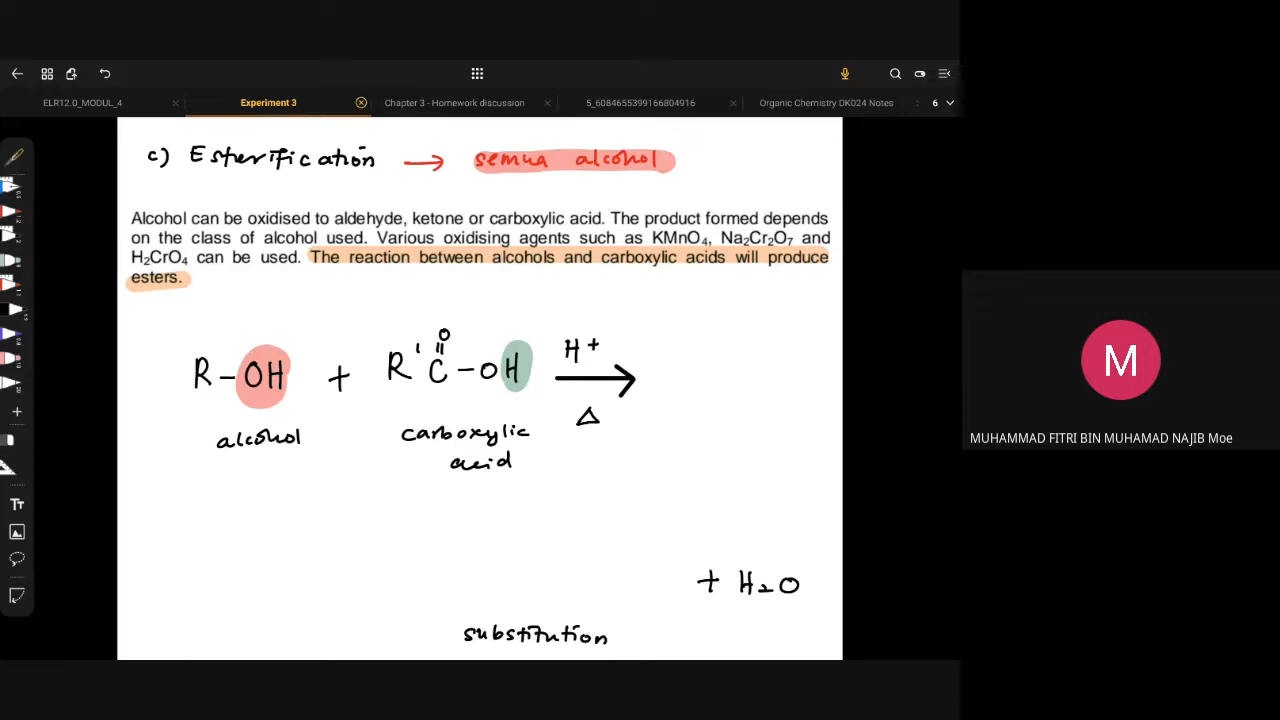 ELR12.0_MODUL_4
Experiment 3
Chapter 3 - Homework discussion
5_6084655399166804916
Organic Chemistry DK024 Notes
6
c) Esterification → semua alcohol
Alcohol can be oxidised to aldehyde, ketone or carboxylic acid. The product formed depends
on the class of alcohol used. Various oxidising agents such as KMnO₄, Na₂Cr₂O₇ and
H₂CrO₄ can be used. The reaction between alcohols and carboxylic acids will produce
esters.
O
R-OH + R' C-OH H+ →
Δ
alcohol carboxylic
acid
+ H₂O
substitution
TT
M
MUHAMMAD FITRI BIN MUHAMAD NAJIB Moe